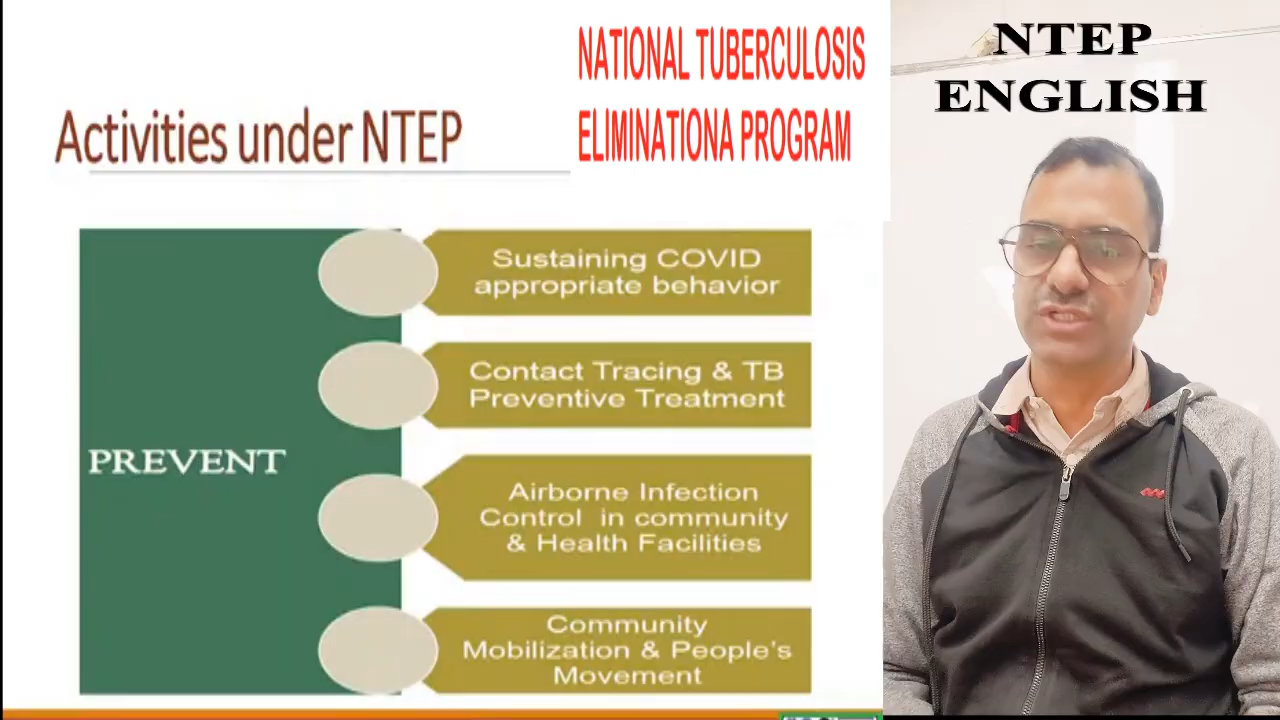 NATIONAL TUBERCULOSIS
ELIMINATIONA PROGRAM
NTEP
ENGLISH
Activities under NTEP
PREVENT
Sustaining COVID
appropriate behavior
Contact Tracing & TB
Preventive Treatment
Airborne Infection
Control in community
& Health Facilities
Community
Mobilization & People's
Movement